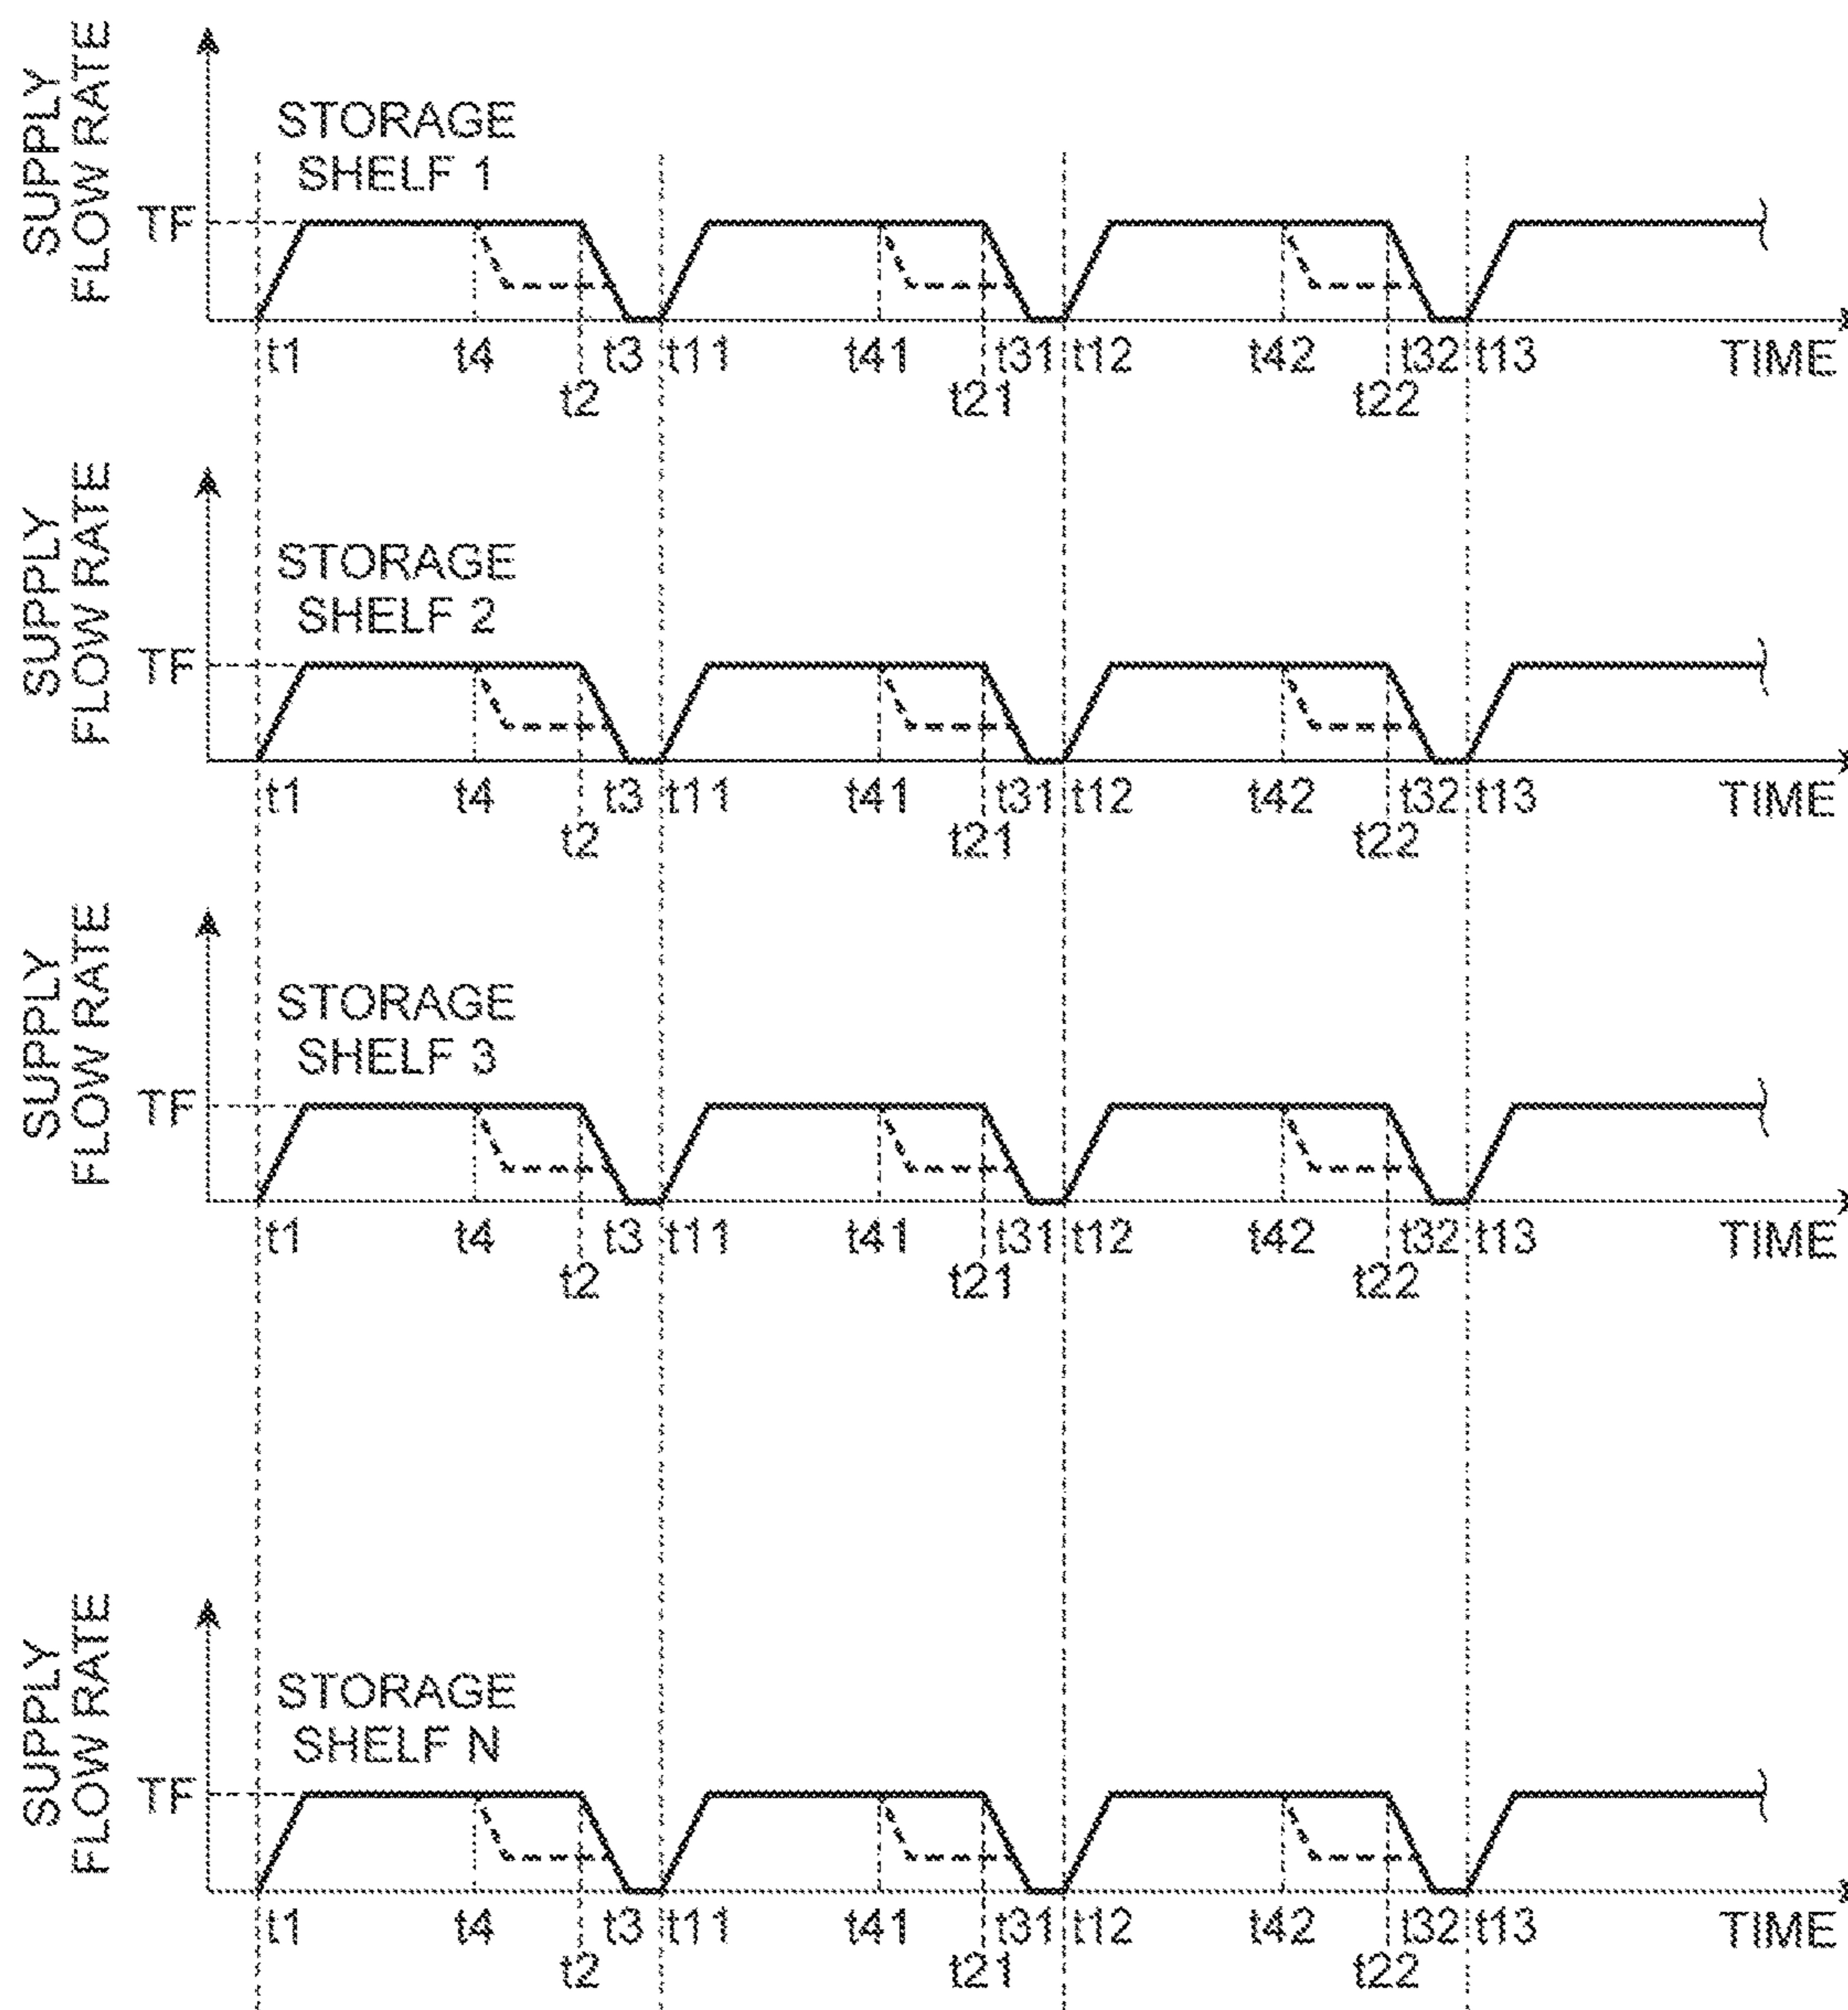 SUPPLY
FLOW RATE
STORAGE
SHELF 1
TF
t1 t4 t3 t11 t41 t31 t12 t42 t32 t13 TIME
t2 t21 t22
SUPPLY
FLOW RATE
STORAGE
SHELF 2
TF
t1 t4 t3 t11 t41 t31 t12 t42 t32 t13 TIME
t2 t21 t22
SUPPLY
FLOW RATE
STORAGE
SHELF 3
TF
t1 t4 t3 t11 t41 t31 t12 t42 t32 t13 TIME
t2 t21 t22
SUPPLY
FLOW RATE
STORAGE
SHELF N
TF
t1 t4 t3 t11 t41 t31 t12 t42 t32 t13 TIME
t2 t21 t22